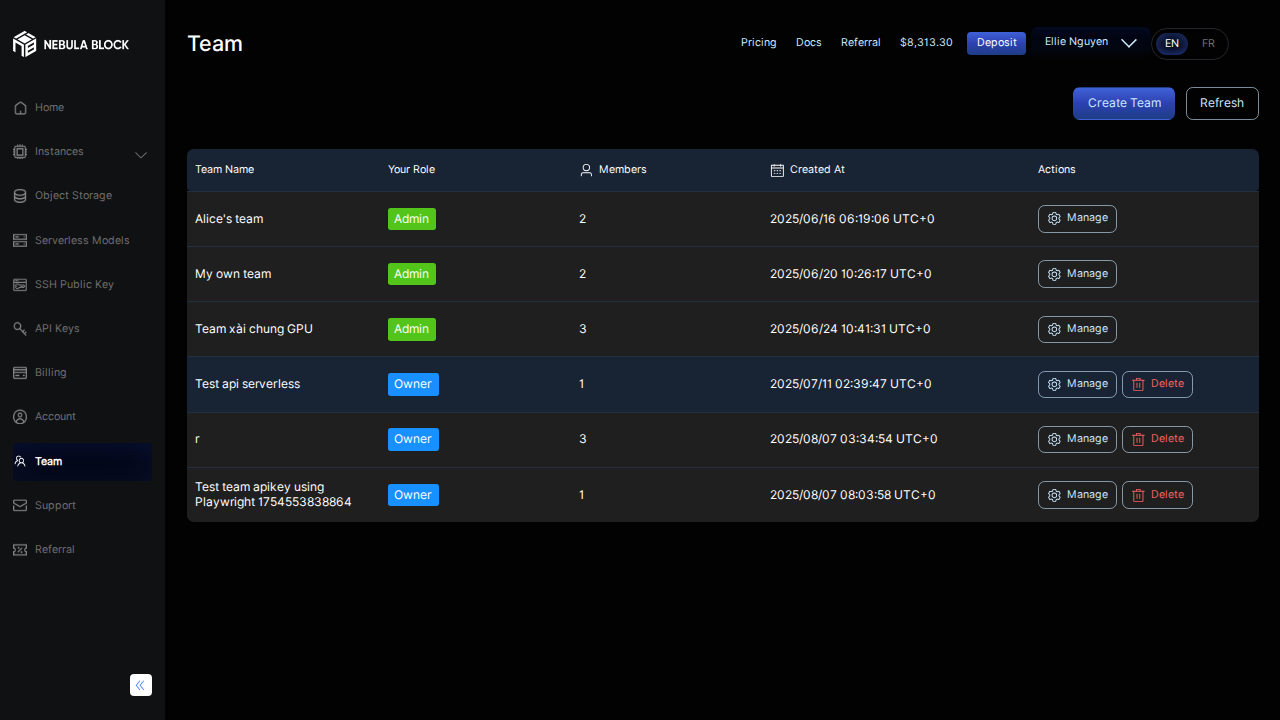 NEBULA BLOCK
Home
Instances
Object Storage
Serverless Models
SSH Public Key
API Keys
Billing
Account
Team
Support
Referral
Team
Pricing Docs Referral $8,313.30 Deposit Ellie Nguyen EN FR
Create Team Refresh
Team Name Your Role Members Created At Actions
Alice's team Admin 2 2025/06/16 06:19:06 UTC+0 Manage
My own team Admin 2 2025/06/20 10:26:17 UTC+0 Manage
Team xài chung GPU Admin 3 2025/06/24 10:41:31 UTC+0 Manage
Test api serverless Owner 1 2025/07/11 02:39:47 UTC+0 Manage Delete
r Owner 3 2025/08/07 03:34:54 UTC+0 Manage Delete
Test team apikey using
Playwright 1754553838864 Owner 1 2025/08/07 08:03:58 UTC+0 Manage Delete